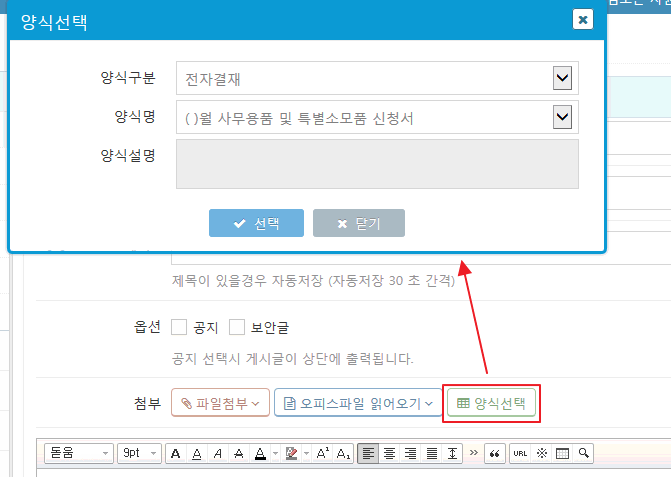 양식선택
양식구분
전자결재
양식명
( )월 사무용품 및 특별소모품 신청서
양식설명
선택
닫기
제목이 있을경우 자동저장 (자동저장 30 초 간격)
옵션
공지
보안글
공지 선택시 게시글이 상단에 출력됩니다.
첨부
파일첨부
오피스파일 읽어오기
양식선택
돋움
9pt
A A A A A A¹ A₁
URL